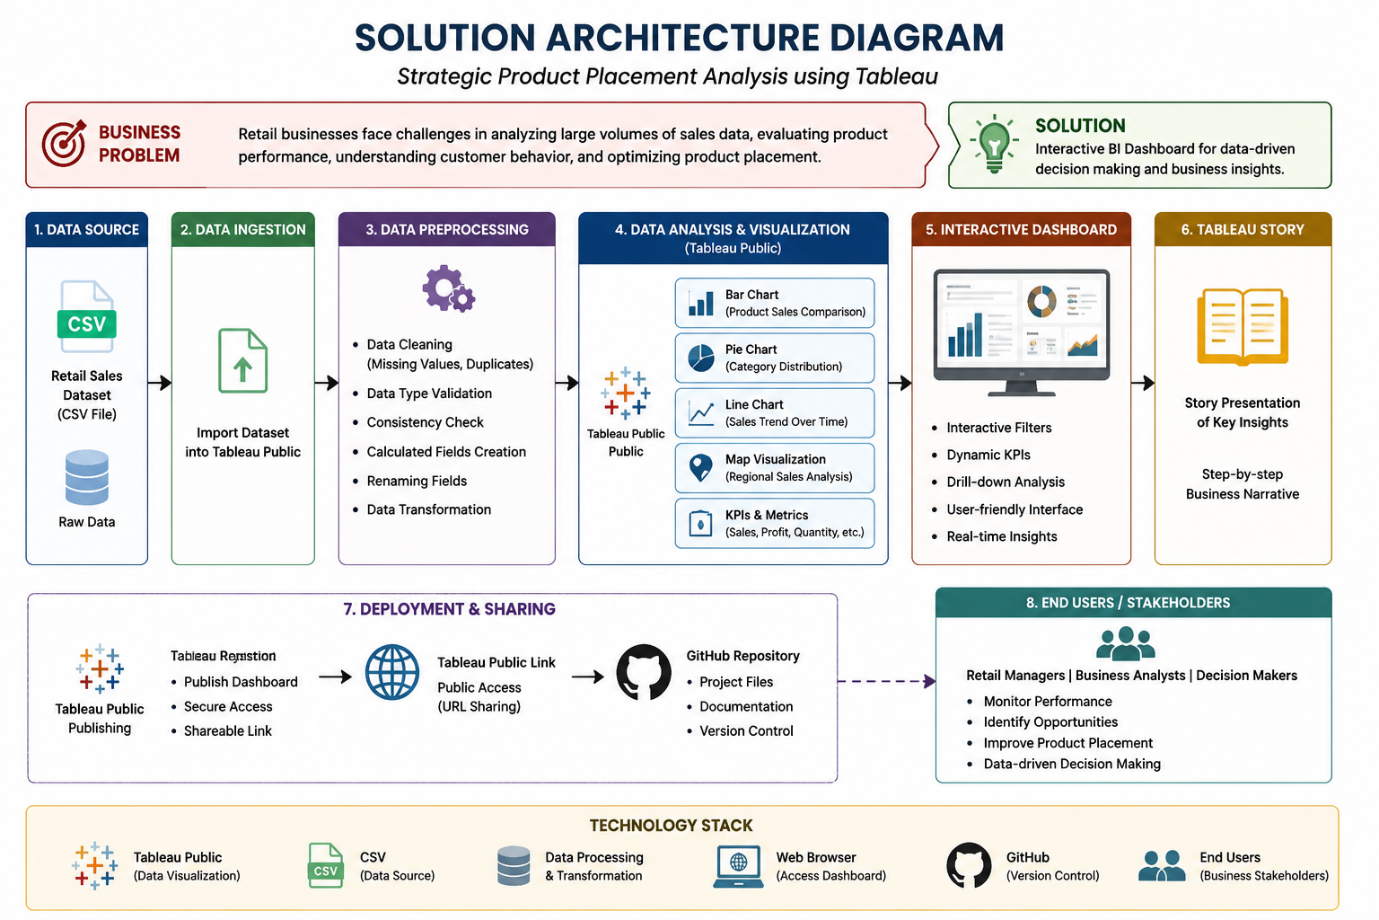 SOLUTION ARCHITECTURE DIAGRAM
Strategic Product Placement Analysis using Tableau
BUSINESS
PROBLEM
Retail businesses face challenges in analyzing large volumes of sales data, evaluating product
performance, understanding customer behavior, and optimizing product placement.
SOLUTION
Interactive BI Dashboard for data-driven
decision making and business insights.
1. DATA SOURCE
CSV
Retail Sales
Dataset
(CSV File)
Raw Data
2. DATA INGESTION
Import Dataset
into Tableau Public
3. DATA PREPROCESSING
• Data Cleaning
(Missing Values, Duplicates)
• Data Type Validation
• Consistency Check
• Calculated Fields Creation
• Renaming Fields
• Data Transformation
4. DATA ANALYSIS & VISUALIZATION
(Tableau Public)
Tableau Public
Public
Bar Chart
(Product Sales Comparison)
Pie Chart
(Category Distribution)
Line Chart
(Sales Trend Over Time)
Map Visualization
(Regional Sales Analysis)
KPIs & Metrics
(Sales, Profit, Quantity, etc.)
5. INTERACTIVE DASHBOARD
• Interactive Filters
• Dynamic KPIs
• Drill-down Analysis
• User-friendly Interface
• Real-time Insights
6. TABLEAU STORY
Story Presentation
of Key Insights
Step-by-step
Business Narrative
7. DEPLOYMENT & SHARING
Tableau Public
Publishing
Tableau
• Publish Dashboard
• Secure Access
• Shareable Link
Tableau Public Link
Public Access
(URL Sharing)
GitHub Repository
• Project Files
• Documentation
• Version Control
8. END USERS / STAKEHOLDERS
Retail Managers | Business Analysts | Decision Makers
• Monitor Performance
• Identify Opportunities
• Improve Product Placement
• Data-driven Decision Making
TECHNOLOGY STACK
Tableau Public
(Data Visualization)
CSV
CSV
(Data Source)
Data Processing
& Transformation
Web Browser
(Access Dashboard)
GitHub
(Version Control)
End Users
(Business Stakeholders)